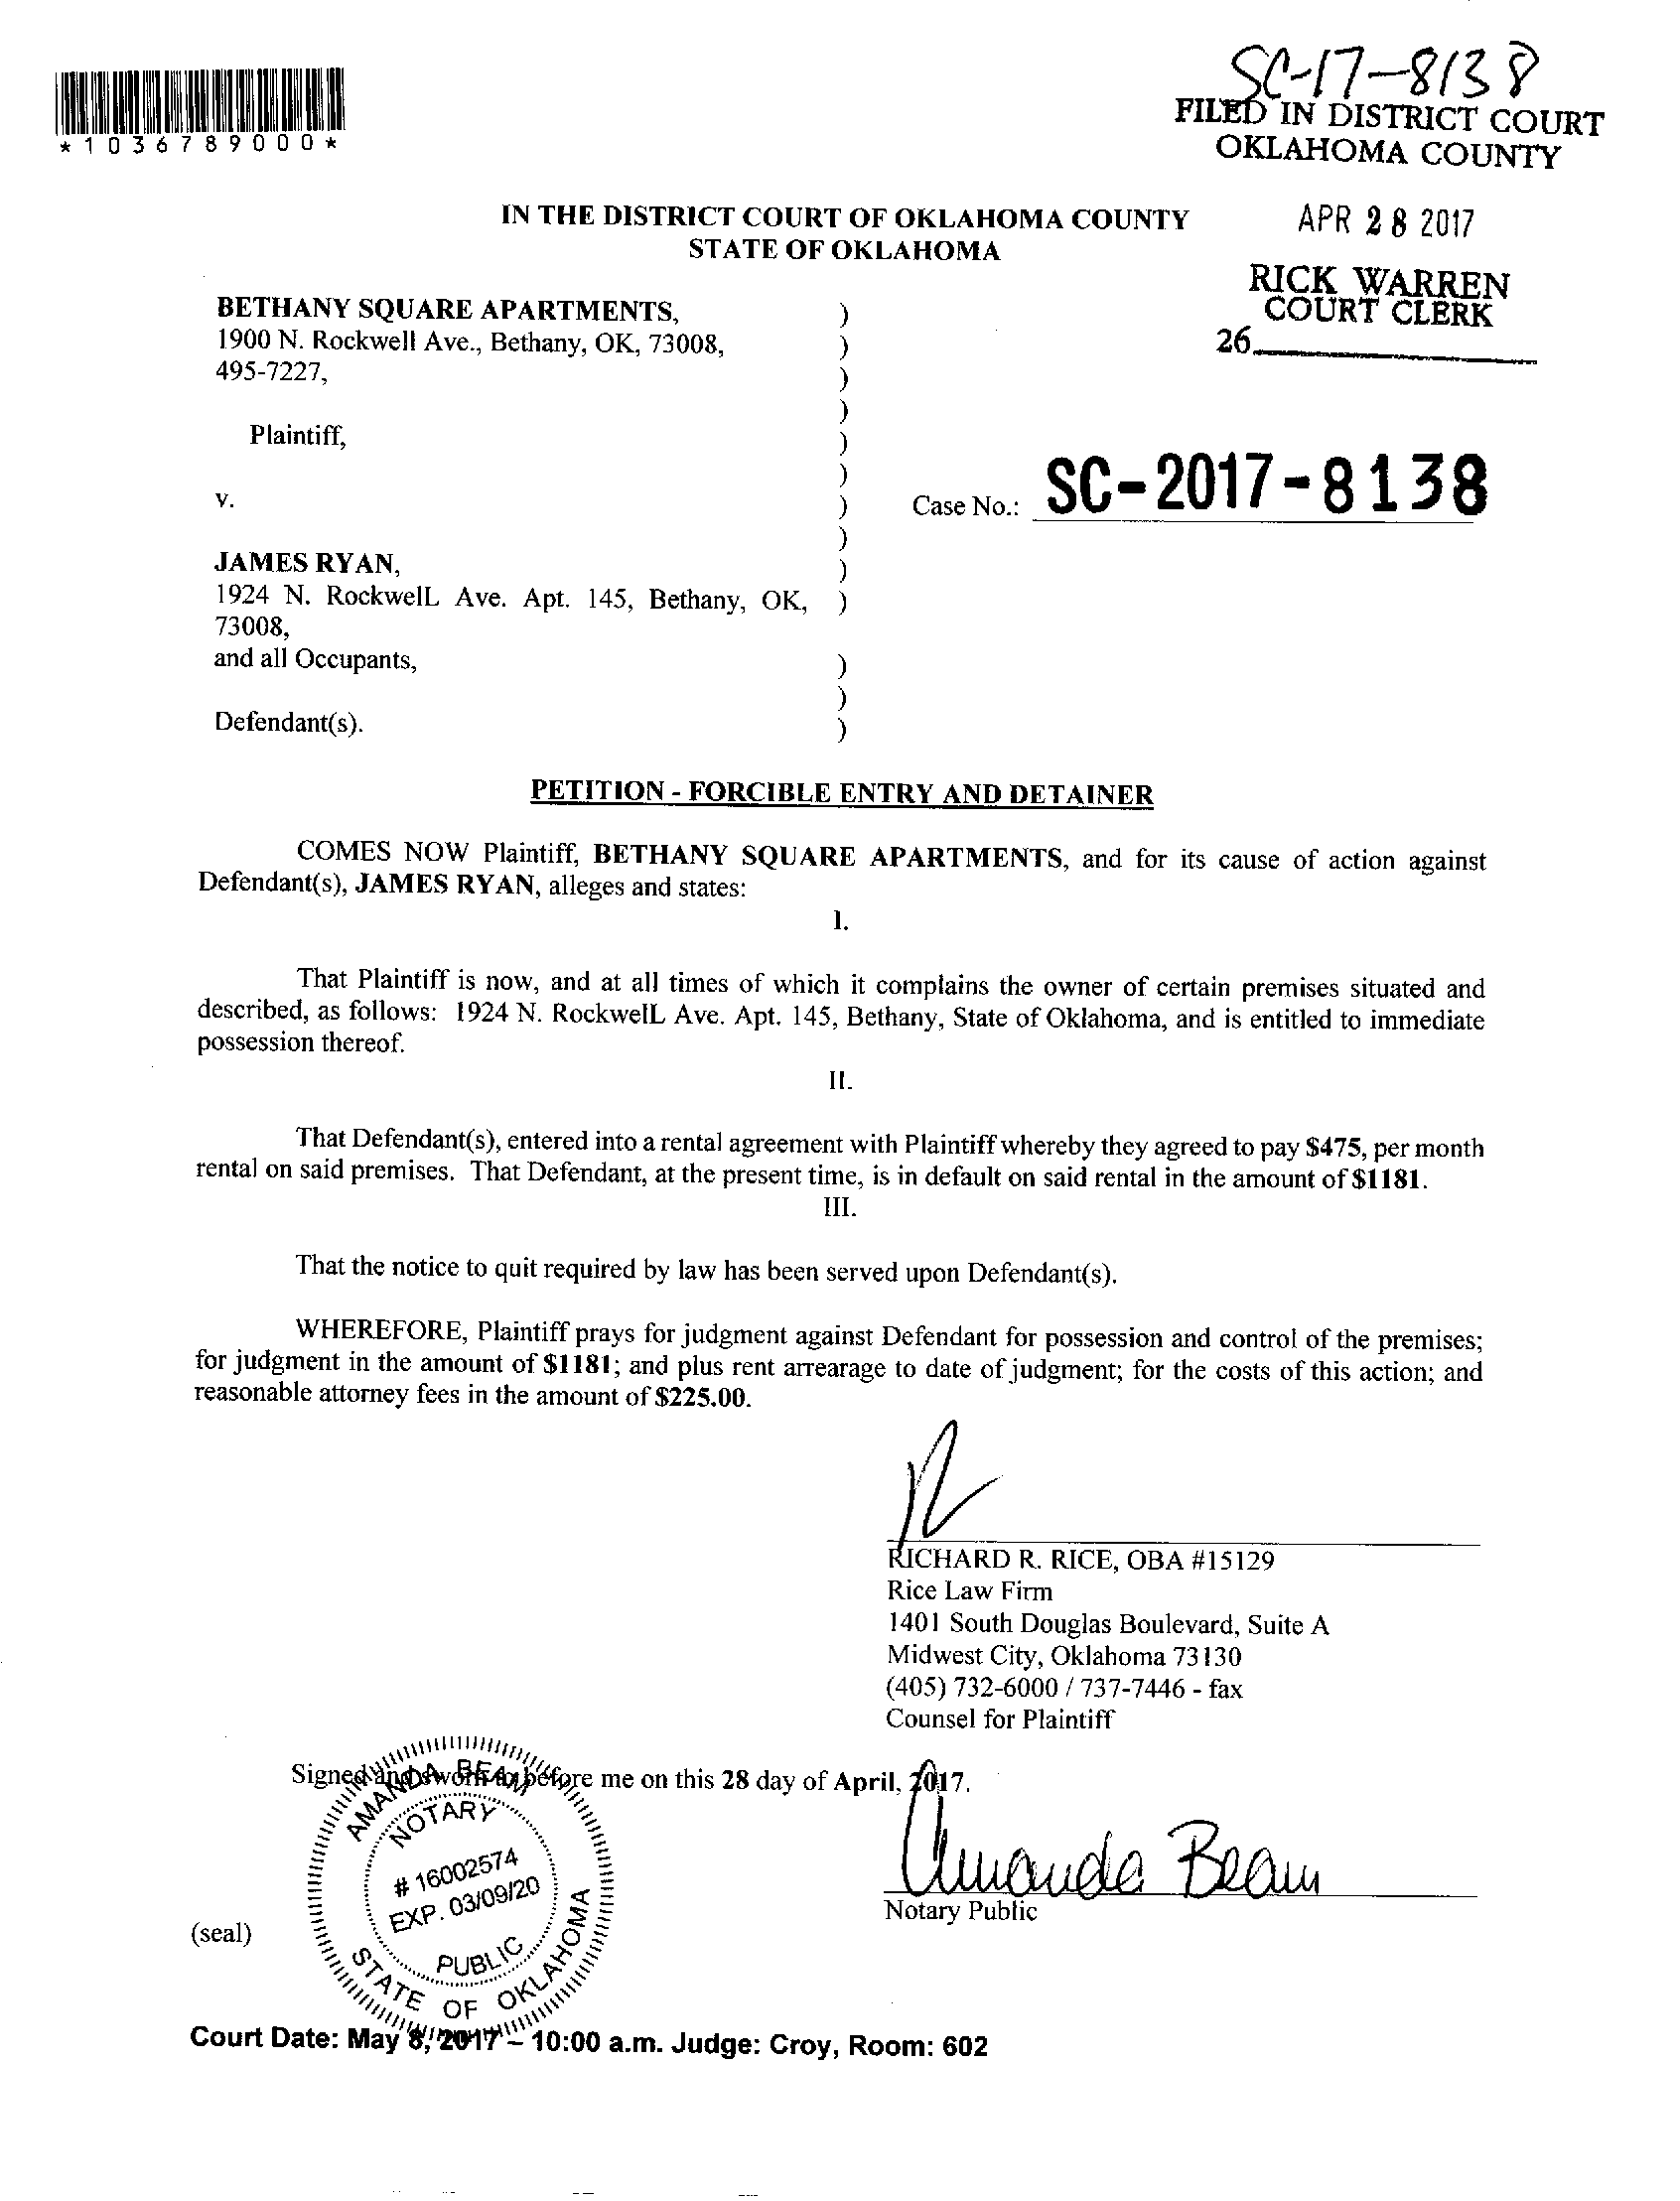 SC-17-8138
FILED IN DISTRICT COURT
OKLAHOMA COUNTY
*1036789000*
IN THE DISTRICT COURT OF OKLAHOMA COUNTY
STATE OF OKLAHOMA
APR 28 2017
RICK WARREN
COURT CLERK
26
BETHANY SQUARE APARTMENTS, )
1900 N. Rockwell Ave., Bethany, OK, 73008, )
495-7227, )
)
Plaintiff, )
)
v. )
Case No.: SC-2017-8138
)
JAMES RYAN, )
1924 N. RockwelL Ave. Apt. 145, Bethany, OK, )
73008,
and all Occupants, )
)
Defendant(s). )
PETITION - FORCIBLE ENTRY AND DETAINER
COMES NOW Plaintiff, BETHANY SQUARE APARTMENTS, and for its cause of action against
Defendant(s), JAMES RYAN, alleges and states:
I.
That Plaintiff is now, and at all times of which it complains the owner of certain premises situated and
described, as follows: 1924 N. RockwelL Ave. Apt. 145, Bethany, State of Oklahoma, and is entitled to immediate
possession thereof.
II.
That Defendant(s), entered into a rental agreement with Plaintiff whereby they agreed to pay $475, per month
rental on said premises. That Defendant, at the present time, is in default on said rental in the amount of $1181.
III.
That the notice to quit required by law has been served upon Defendant(s).
WHEREFORE, Plaintiff prays for judgment against Defendant for possession and control of the premises;
for judgment in the amount of $1181; and plus rent arrearage to date of judgment; for the costs of this action; and
reasonable attorney fees in the amount of $225.00.
RICHARD R. RICE, OBA #15129
Rice Law Firm
1401 South Douglas Boulevard, Suite A
Midwest City, Oklahoma 73130
(405) 732-6000 / 737-7446 - fax
Counsel for Plaintiff
Signed and sworn to before me on this 28 day of April, 2017.
AMANDA BEAM
NOTARY
# 16002574
EXP. 03/09/20
PUBLIC
STATE OF OKLAHOMA
Amanda Beam
Notary Public
(seal)
Court Date: May 8, 2017 – 10:00 a.m. Judge: Croy, Room: 602